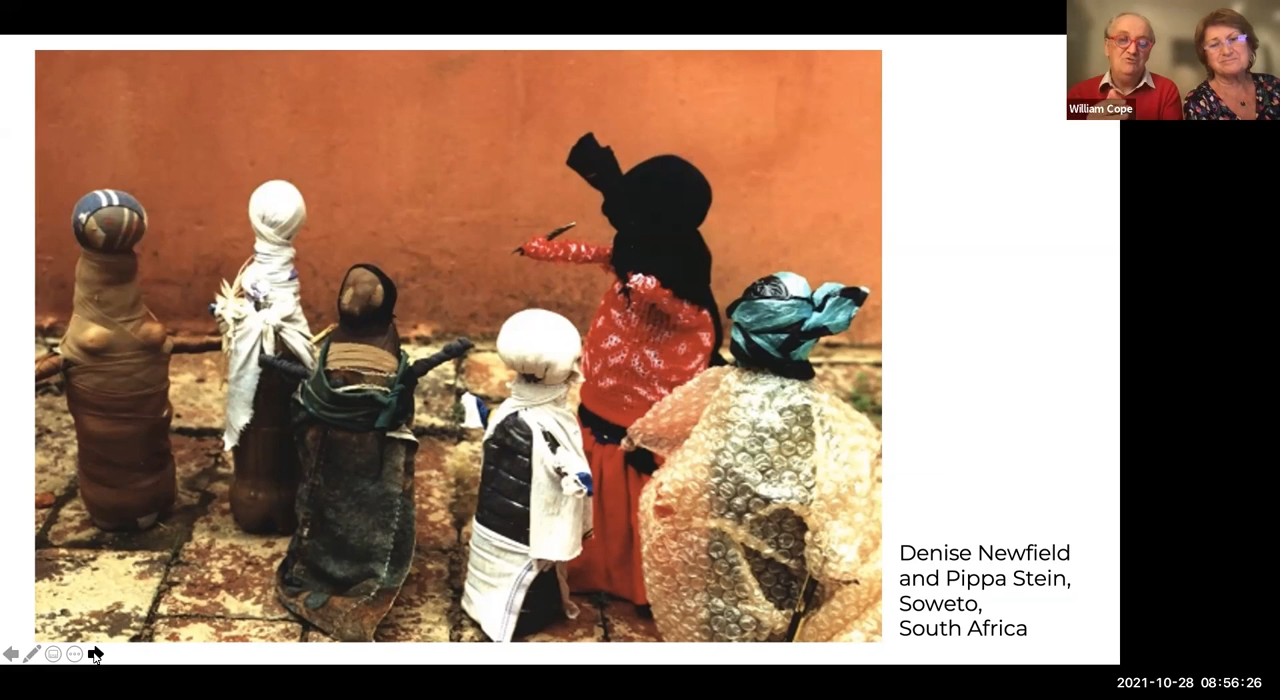 William Cope
Denise Newfield
and Pippa Stein,
Soweto,
South Africa
2021-10-28 08:56:26